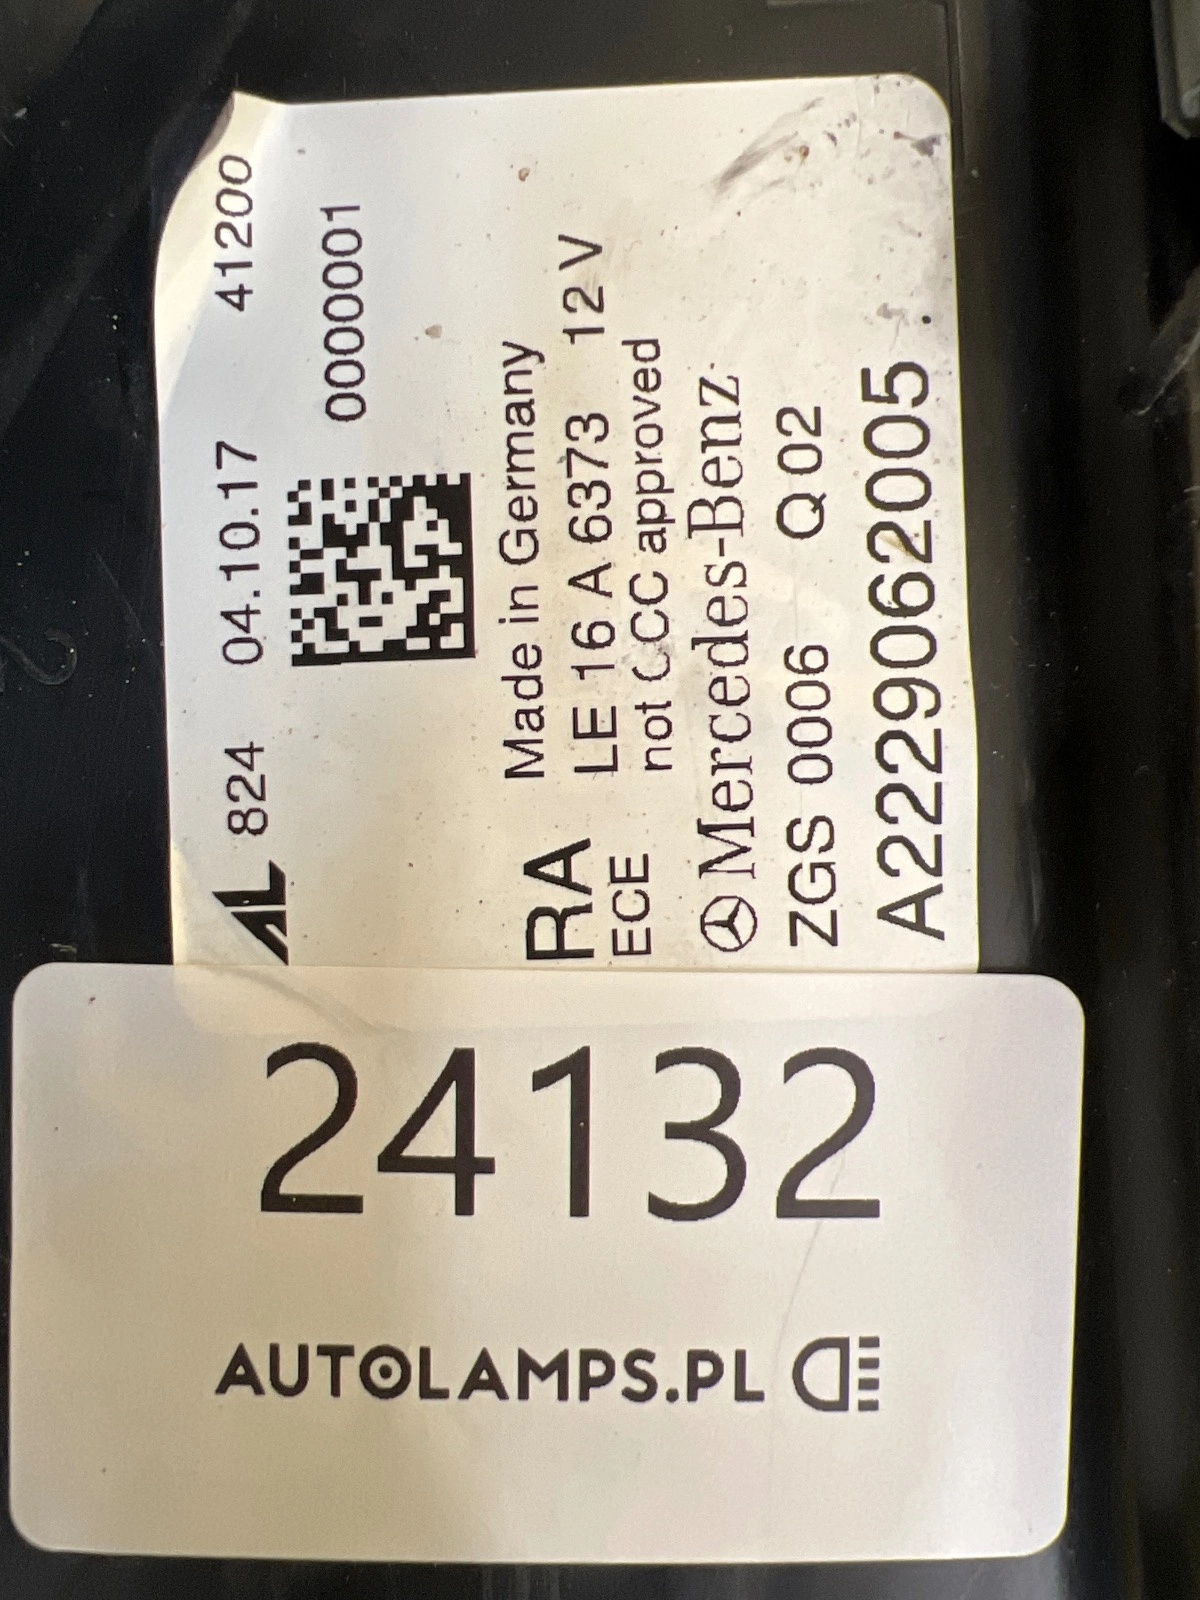 AL 824 04.10.17 41200
0000001
RA Made in Germany
LE 16 A 6373 12 V
ECE not CCC approved
Mercedes-Benz
ZGS 0006 Q 02
A2229062005
24132
AUTOLAMPS.PL